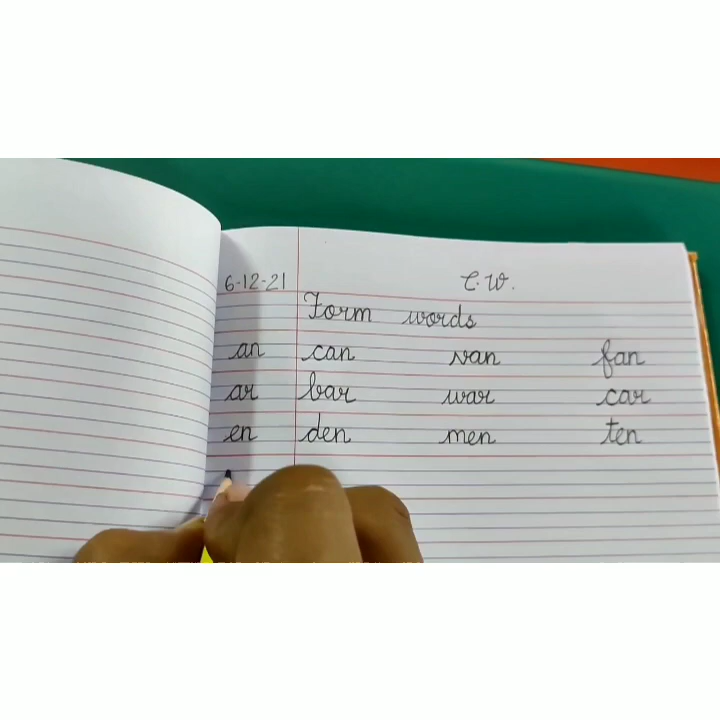 6-12-21 C.W.
Form words
an can van fan
ar bar war car
en den men ten